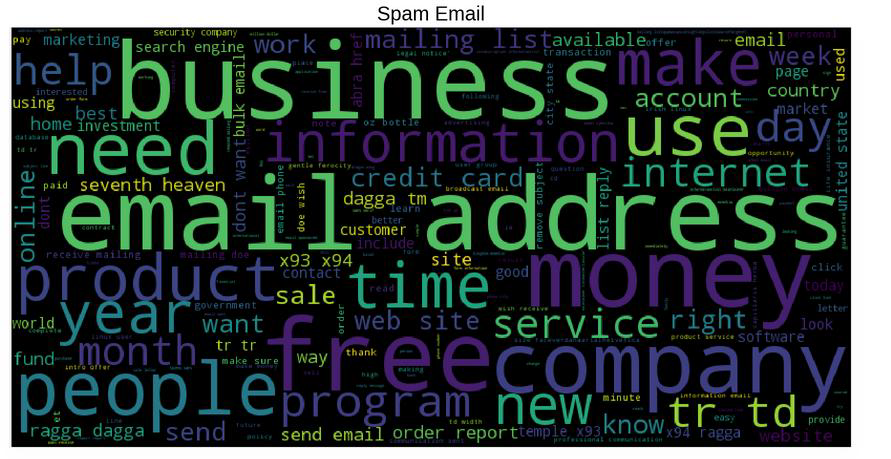 Spam Email
pay
marketing
security company
search engine
work
mailing list
available
offer
email
personal
help
business
make
week
used
using
best
bulk email
abra href
legal notice
city state
account
page
country
home
investment
note
oz bottle
following
advertising
information
use
day
market
database
need
dont want
opportunity
td tr
gentle ferocity
user group
question
cd
internet
united state
online
paid
seventh heaven
email phone
doe wish
credit card
broadcast email
remove subject
list reply
dont
email address
dagga tm
learn
better
customer
contract
include
guarantee
receive mailing
mailing doe
x93 x94
site
form
money
product
contact
time
good
click
read
today
sale
year
government
order
wish receive
letter
world
complete
want
web site
service
right
look
software
product service
fund
month
tr tr
make sure
free
way
thank
company
intro offer
high
making
people
program
new
minute
information email
tr td
easy
provide
td width
know
ragga dagga
send
send email
order report
temple x93
x94 ragga
website
future
policy
professional communication